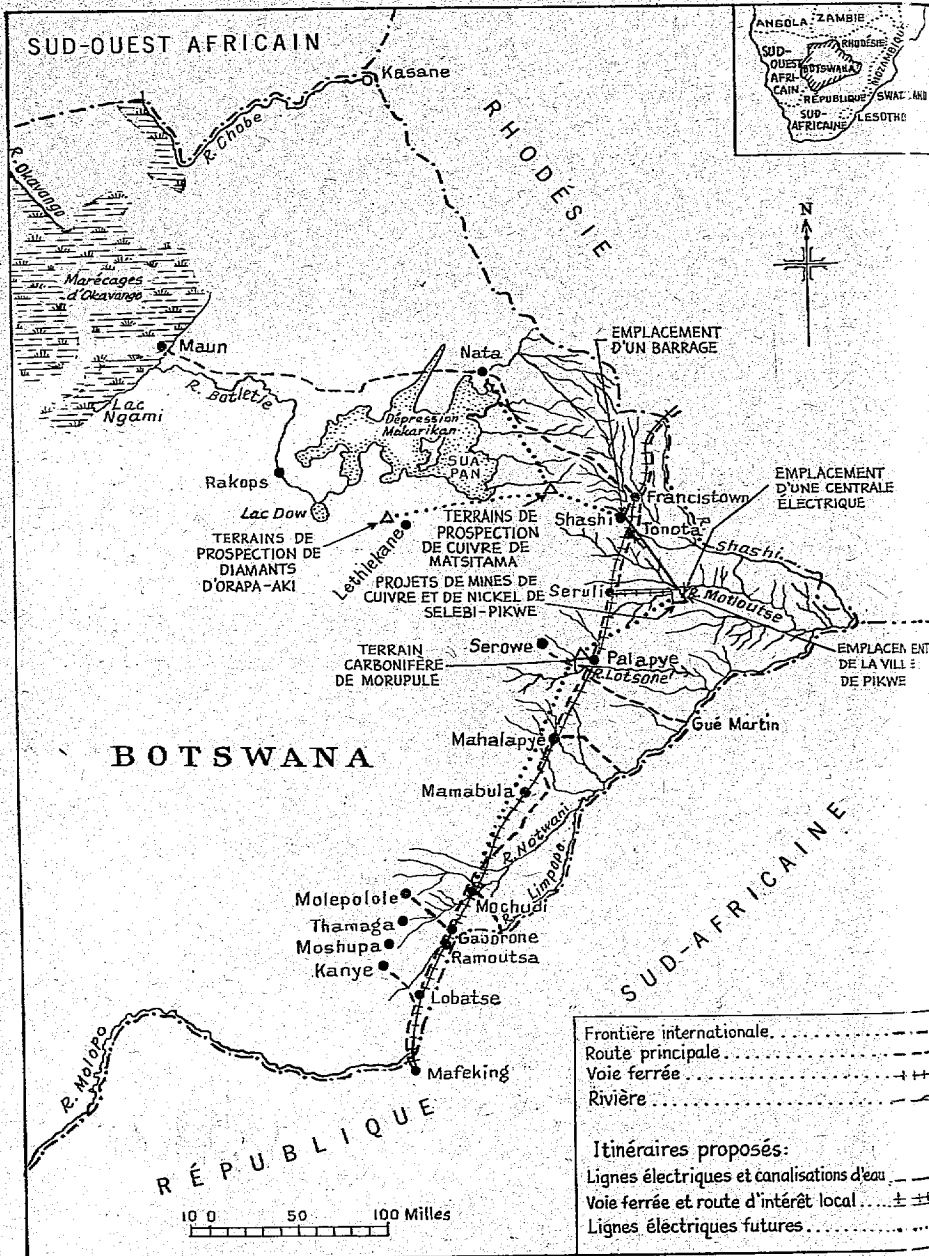 SUD-OUEST AFRICAIN
Kasane
R. Chobe
R. Okavango
RHODÉSIE
ANGOLA
ZAMBIE
RHODÉSIE
SUD-
OUEST
AFRI-
CAIN
BOTSWANA
MOZAMBIQUE
RÉPUBLIQUE
SUD-
AFRICAINE
LESOTHO
N
Marécages
d'Okavango
Maun
Lac
Ngami
R. Botletle
Nata
EMPLACEMENT
D'UN BARRAGE
Dépression
Makarikari
SUA
PAN
Rakops
Lac Dow
Francistown
Shashi
Tonota
R. Shashi
EMPLACEMENT
D'UNE CENTRALE
ÉLECTRIQUE
TERRAINS DE
PROSPECTION DE
DIAMANTS
D'ORAPA-AKI
Lethlekane
TERRAINS DE
PROSPECTION
DE CUIVRE DE
MATSITAMA
PROJETS DE MINES DE
CUIVRE ET DE NICKEL DE
SELEBI-PIKWE
Seruli
R. Motloutse
EMPLACEMENT
DE LA VILLE
DE PIKWE
Serowe
TERRAIN
CARBONIFÈRE
DE MORUPULE
Palapye
R. Lotsone
Gué Martin
BOTSWANA
Mahalapye
Mamabula
R. Notwani
R. Limpopo
Molepolole
Mochudi
Thamaga
Gaborone
Moshupa
Ramoutsa
Kanye
Lobatse
R. Molopo
Mafeking
RÉPUBLIQUE
SUD-AFRICAINE
10 0 50 100 Milles
Frontière internationale
Route principale
Voie ferrée
Rivière
Itinéraires proposés:
Lignes électriques et canalisations d'eau
Voie ferrée et route d'intérêt local
Lignes électriques futures